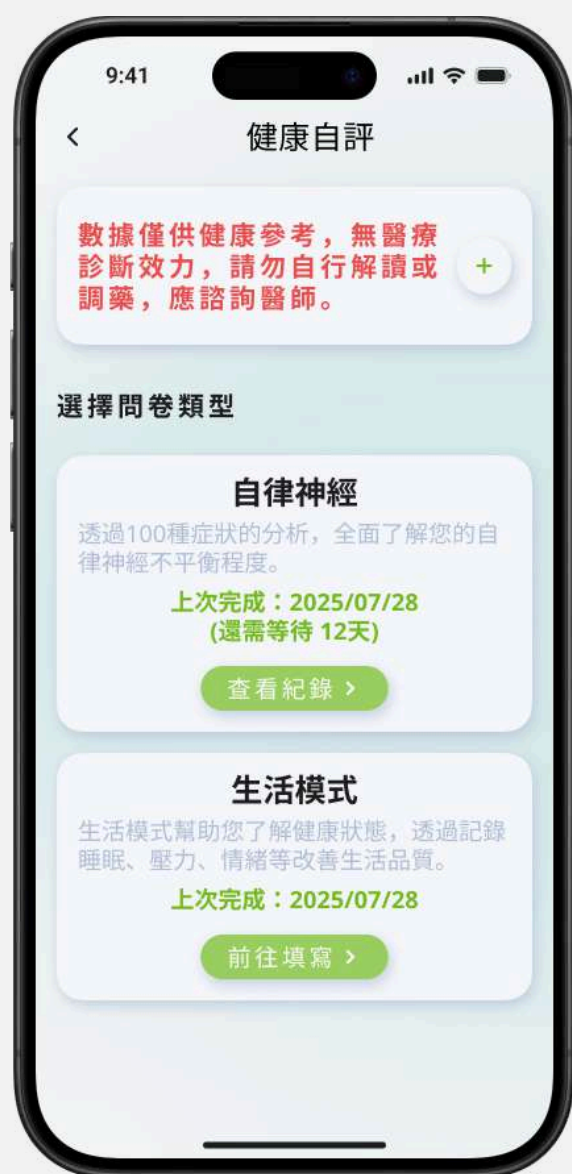 9:41
健康自評
數據僅供健康參考，無醫療
診斷效力，請勿自行解讀或
調藥，應諮詢醫師。
+
選擇問卷類型
自律神經
透過100種症狀的分析，全面了解您的自
律神經不平衡程度。
上次完成：2025/07/28
(還需等待 12天)
查看紀錄 >
生活模式
生活模式幫助您了解健康狀態，透過記錄
睡眠、壓力、情緒等改善生活品質。
上次完成：2025/07/28
前往填寫 >